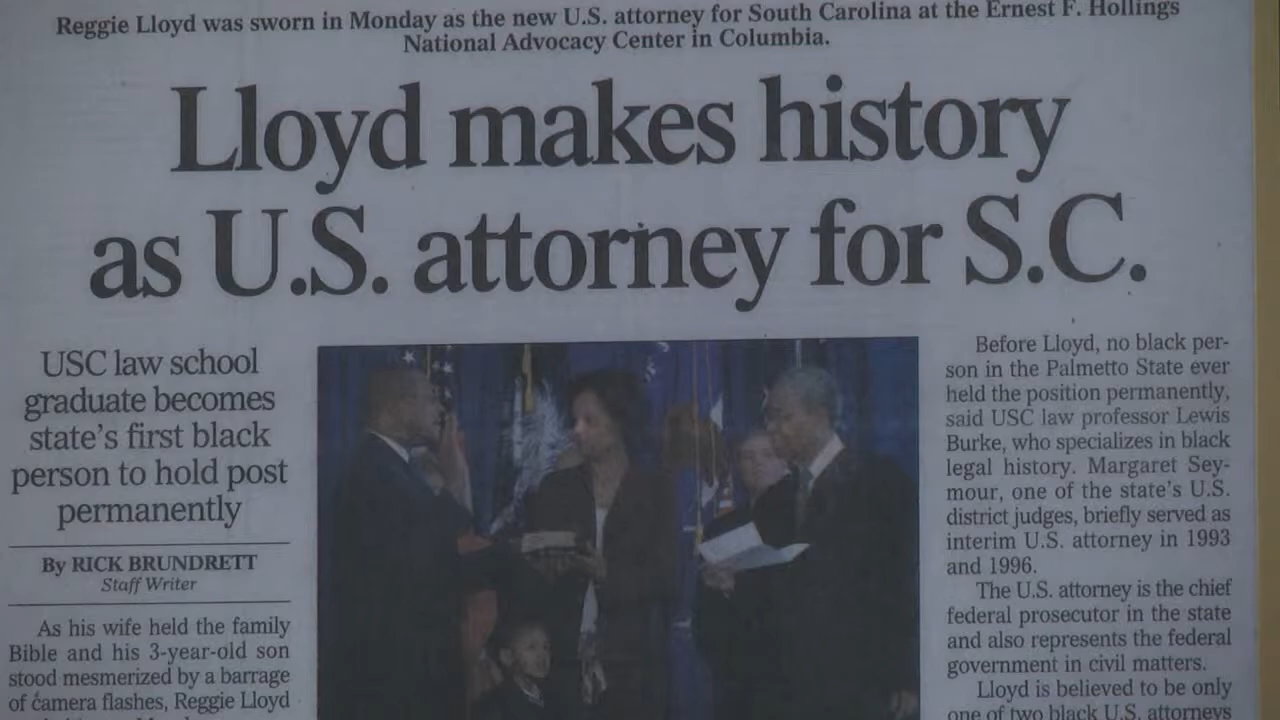 Reggie Lloyd was sworn in Monday as the new U.S. attorney for South Carolina at the Ernest F. Hollings
National Advocacy Center in Columbia.
Lloyd makes history
as U.S. attorney for S.C.
USC law school
graduate becomes
state's first black
person to hold post
permanently
By RICK BRUNDRETT
Staff Writer
As his wife held the family
Bible and his 3-year-old son
stood mesmerized by a barrage
of camera flashes, Reggie Lloyd
Before Lloyd, no black per-
son in the Palmetto State ever
held the position permanently,
said USC law professor Lewis
Burke, who specializes in black
legal history. Margaret Sey-
mour, one of the state's U.S.
district judges, briefly served as
interim U.S. attorney in 1993
and 1996.
The U.S. attorney is the chief
federal prosecutor in the state
and also represents the federal
government in civil matters.
Lloyd is believed to be only
one of two black U.S. attorneys